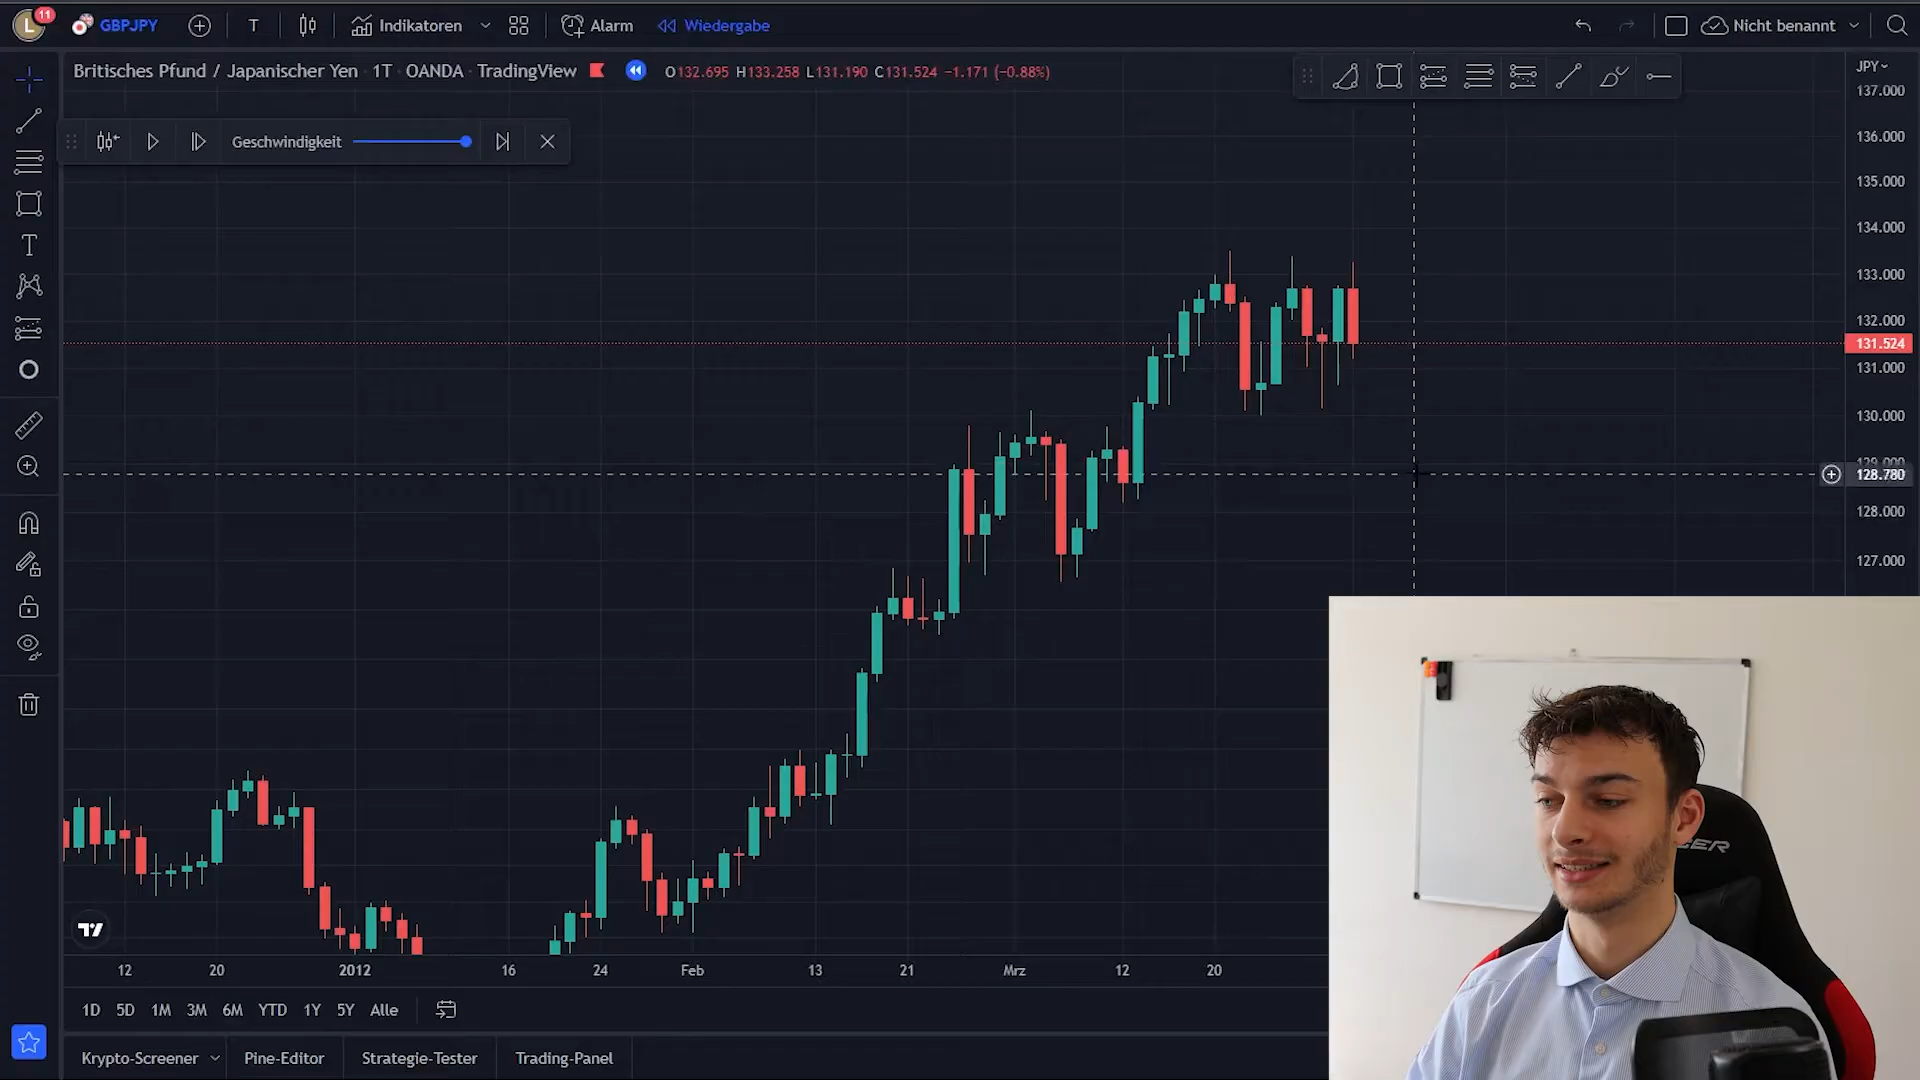 L 11 GBPJPY T Indikatoren Alarm Wiedergabe Nicht benannt
Britisches Pfund / Japanischer Yen · 1T · OANDA · TradingView O132.695 H133.258 L131.190 C131.524 −1.171 (−0.88%)
JPY
Geschwindigkeit
137.000
136.000
135.000
134.000
133.000
132.000
131.524
131.000
130.000
129.000
128.780
128.000
127.000
12 20 2012 16 24 Feb 13 21 Mrz 12 20
1D 5D 1M 3M 6M YTD 1Y 5Y Alle
Krypto-Screener Pine-Editor Strategie-Tester Trading-Panel